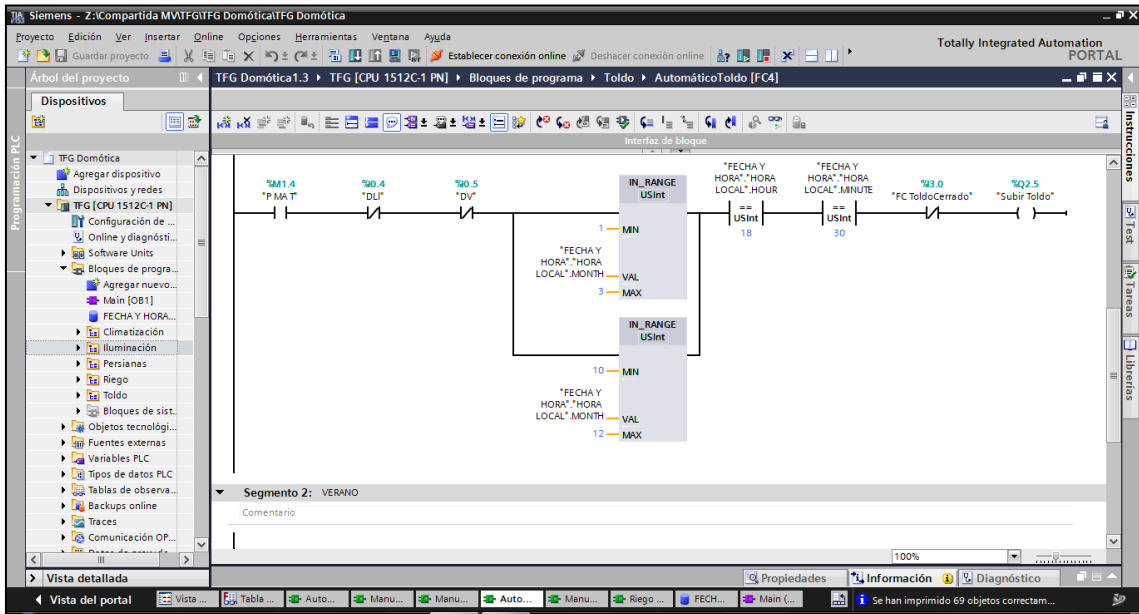 Siemens - Z:\Compartida MV\TFG\TFG Domótica\TFG Domótica
Proyecto Edición Ver Insertar Online Opciones Herramientas Ventana Ayuda
Totally Integrated Automation
PORTAL
Guardar proyecto
Establecer conexión online
Deshacer conexión online
Árbol del proyecto
TFG Domótica1.3 TFG [CPU 1512C-1 PN] Bloques de programa Toldo AutomáticoToldo [FC4]
Dispositivos
Programación PLC
TFG Domótica
Agregar dispositivo
Dispositivos y redes
TFG [CPU 1512C-1 PN]
Configuración de ...
Online y diagnósti...
Software Units
Bloques de progra...
Agregar nuevo...
Main [OB1]
FECHA Y HORA...
Climatización
Iluminación
Persianas
Riego
Toldo
Bloques de sist..
Objetos tecnológi...
Fuentes externas
Variables PLC
Tipos de datos PLC
Tablas de observa..
Backups online
Traces
Comunicación OP...
Vista detallada
Interfaz de bloque
%M1.4
"P MA T"
%I0.4
"DLI"
%I0.5
"DV"
IN_RANGE
USInt
1
MIN
"FECHA Y
HORA"."HORA
LOCAL".MONTH
VAL
3
MAX
IN_RANGE
USInt
10
MIN
"FECHA Y
HORA"."HORA
LOCAL".MONTH
VAL
12
MAX
"FECHA Y
HORA"."HORA
LOCAL".HOUR
==
USInt
18
"FECHA Y
HORA"."HORA
LOCAL".MINUTE
==
USInt
30
%I3.0
"FC ToldoCerrado"
%Q2.5
"Subir Toldo"
Segmento 2: VERANO
Comentario
100%
Instrucciones
Test
Tareas
Librerías
Propiedades
Información
Diagnóstico
Vista del portal
Vista ...
Tabla ...
Auto...
Manu...
Manu...
Auto...
Manu...
Riego ...
FECH...
Main (...
Se han imprimido 69 objetos correctam...